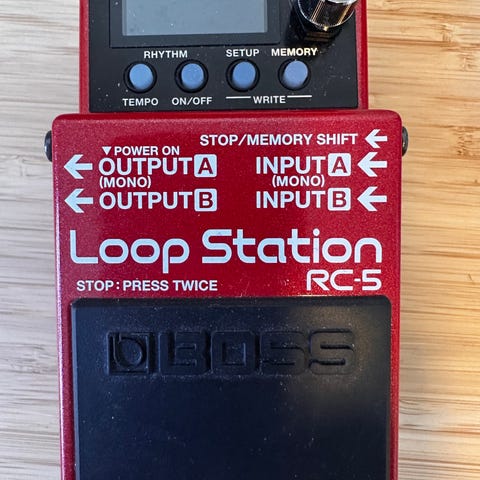 RHYTHM SETUP MEMORY
TEMPO ON/OFF WRITE
STOP/MEMORY SHIFT
▼POWER ON
OUTPUT A INPUT A
(MONO) (MONO)
OUTPUT B INPUT B
Loop Station
RC-5
STOP : PRESS TWICE
BOSS